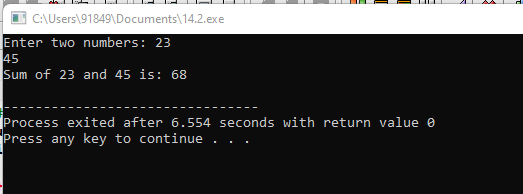 C:\Users\91849\Documents\14.2.exe
Enter two numbers: 23
45
Sum of 23 and 45 is: 68
--------------------------------
Process exited after 6.554 seconds with return value 0
Press any key to continue . . .